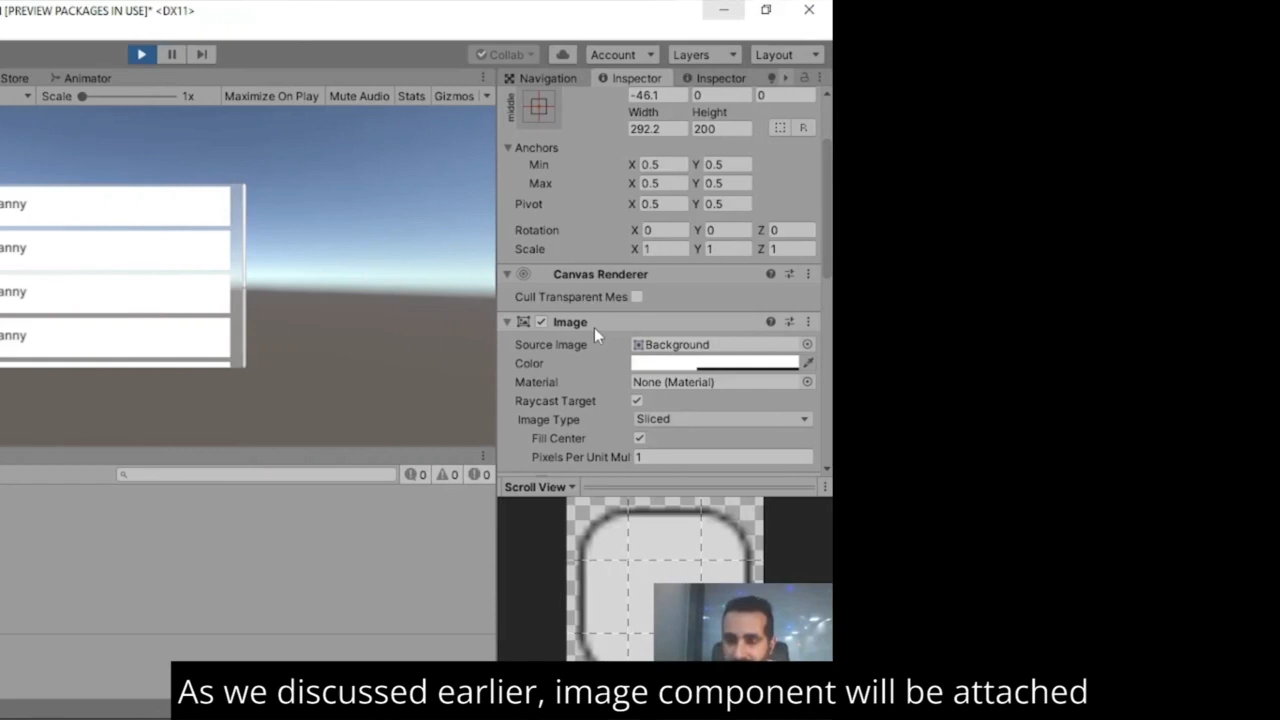 [PREVIEW PACKAGES IN USE]* <DX11>
Collab
Account
Layers
Layout
Store
Animator
Navigation
Inspector
Inspector
Scale
1x
Maximize On Play
Mute Audio
Stats
Gizmos
middle
-46.1
0
0
Width
Height
292.2
200
R
Anchors
Min X 0.5 Y 0.5
Max X 0.5 Y 0.5
Pivot X 0.5 Y 0.5
Rotation X 0 Y 0 Z 0
Scale X 1 Y 1 Z 1
Canvas Renderer
Cull Transparent Mes
Image
Source Image Background
Color
Material None (Material)
Raycast Target
Image Type Sliced
Fill Center
Pixels Per Unit Mul 1
anny
anny
anny
anny
0 0 0
Scroll View
As we discussed earlier, image component will be attached